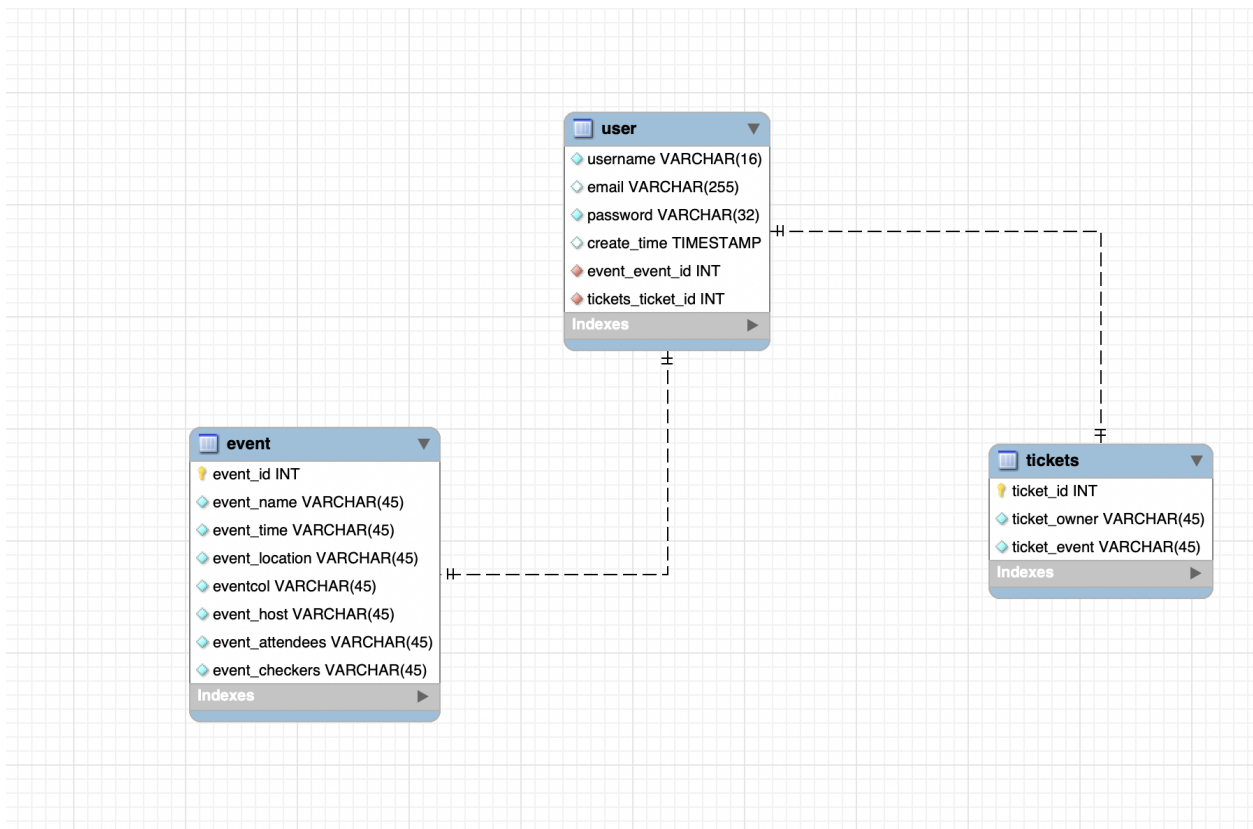 user
username VARCHAR(16)
email VARCHAR(255)
password VARCHAR(32)
create_time TIMESTAMP
event_event_id INT
tickets_ticket_id INT
Indexes
event
event_id INT
event_name VARCHAR(45)
event_time VARCHAR(45)
event_location VARCHAR(45)
eventcol VARCHAR(45)
event_host VARCHAR(45)
event_attendees VARCHAR(45)
event_checkers VARCHAR(45)
Indexes
tickets
ticket_id INT
ticket_owner VARCHAR(45)
ticket_event VARCHAR(45)
Indexes